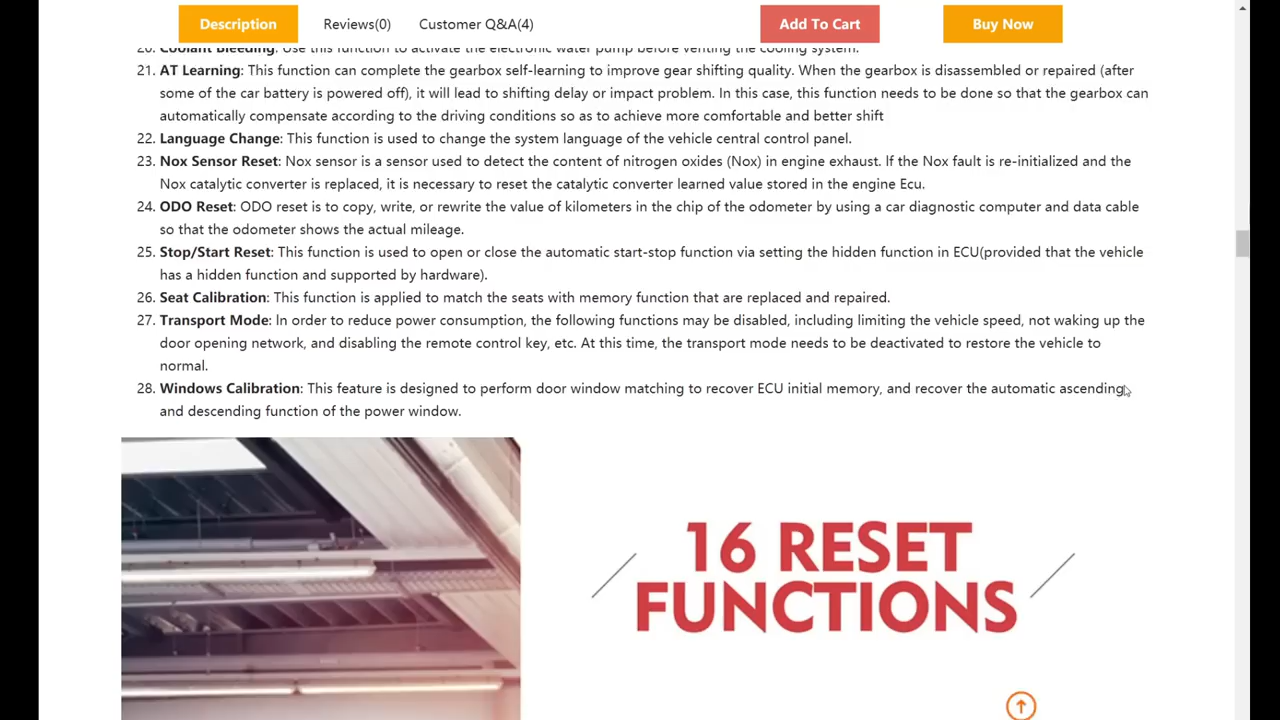 Description
Reviews(0)
Customer Q&A(4)
Add To Cart
Buy Now
20. Coolant Bleeding: Use this function to activate the electronic water pump before venting the cooling system.
21. AT Learning: This function can complete the gearbox self-learning to improve gear shifting quality. When the gearbox is disassembled or repaired (after
some of the car battery is powered off), it will lead to shifting delay or impact problem. In this case, this function needs to be done so that the gearbox can
automatically compensate according to the driving conditions so as to achieve more comfortable and better shift
22. Language Change: This function is used to change the system language of the vehicle central control panel.
23. Nox Sensor Reset: Nox sensor is a sensor used to detect the content of nitrogen oxides (Nox) in engine exhaust. If the Nox fault is re-initialized and the
Nox catalytic converter is replaced, it is necessary to reset the catalytic converter learned value stored in the engine Ecu.
24. ODO Reset: ODO reset is to copy, write, or rewrite the value of kilometers in the chip of the odometer by using a car diagnostic computer and data cable
so that the odometer shows the actual mileage.
25. Stop/Start Reset: This function is used to open or close the automatic start-stop function via setting the hidden function in ECU(provided that the vehicle
has a hidden function and supported by hardware).
26. Seat Calibration: This function is applied to match the seats with memory function that are replaced and repaired.
27. Transport Mode: In order to reduce power consumption, the following functions may be disabled, including limiting the vehicle speed, not waking up the
door opening network, and disabling the remote control key, etc. At this time, the transport mode needs to be deactivated to restore the vehicle to
normal.
28. Windows Calibration: This feature is designed to perform door window matching to recover ECU initial memory, and recover the automatic ascending
and descending function of the power window.
16 RESET
FUNCTIONS